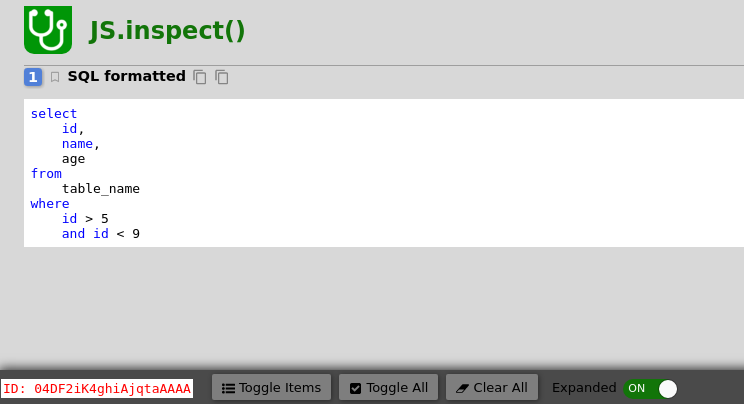 JS.inspect()
1 SQL formatted
select
    id,
    name,
    age
from
    table_name
where
    id > 5
    and id < 9
ID: 04DF2iK4ghiAjqtaAAAA Toggle Items Toggle All Clear All Expanded ON